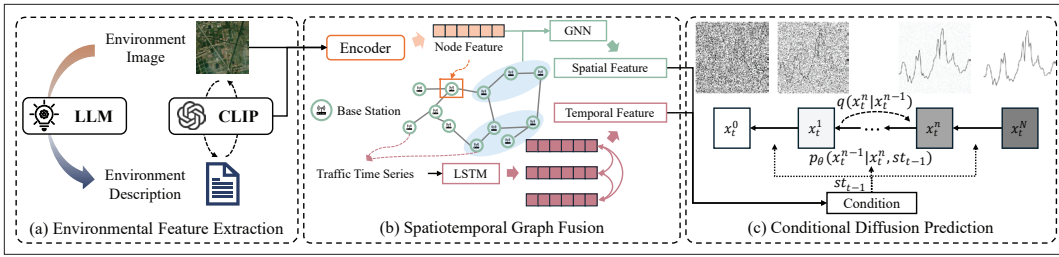 Environment
Image
LLM
CLIP
Environment
Description
(a) Environmental Feature Extraction
Encoder
Node Feature
GNN
Spatial Feature
Base Station
Temporal Feature
Traffic Time Series
LSTM
(b) Spatiotemporal Graph Fusion
q(x_t^n|x_t^{n-1})
x_t^0
x_t^1
...
x_t^n
x_t^N
p_θ(x_t^{n-1}|x_t^n, st_{t-1})
st_{t-1}
Condition
(c) Conditional Diffusion Prediction